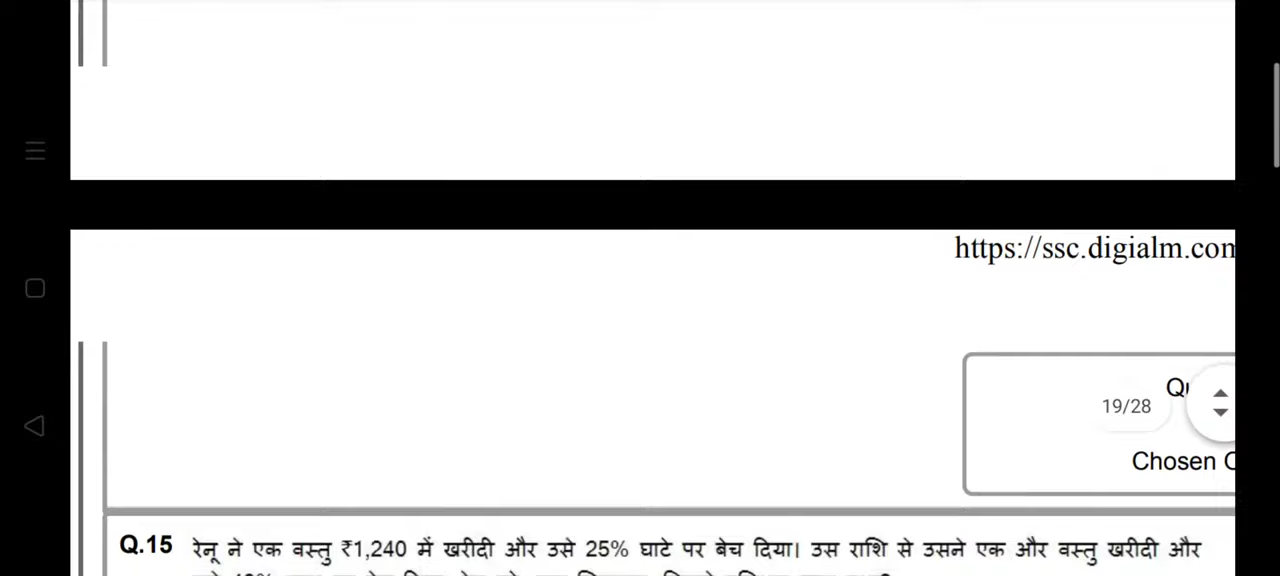 https://ssc.digialm.com
19/28
Chosen
Q.15 रेनू ने एक वस्तु ₹1,240 में खरीदी और उसे 25% घाटे पर बेच दिया। उस राशि से उसने एक और वस्तु खरीदी और